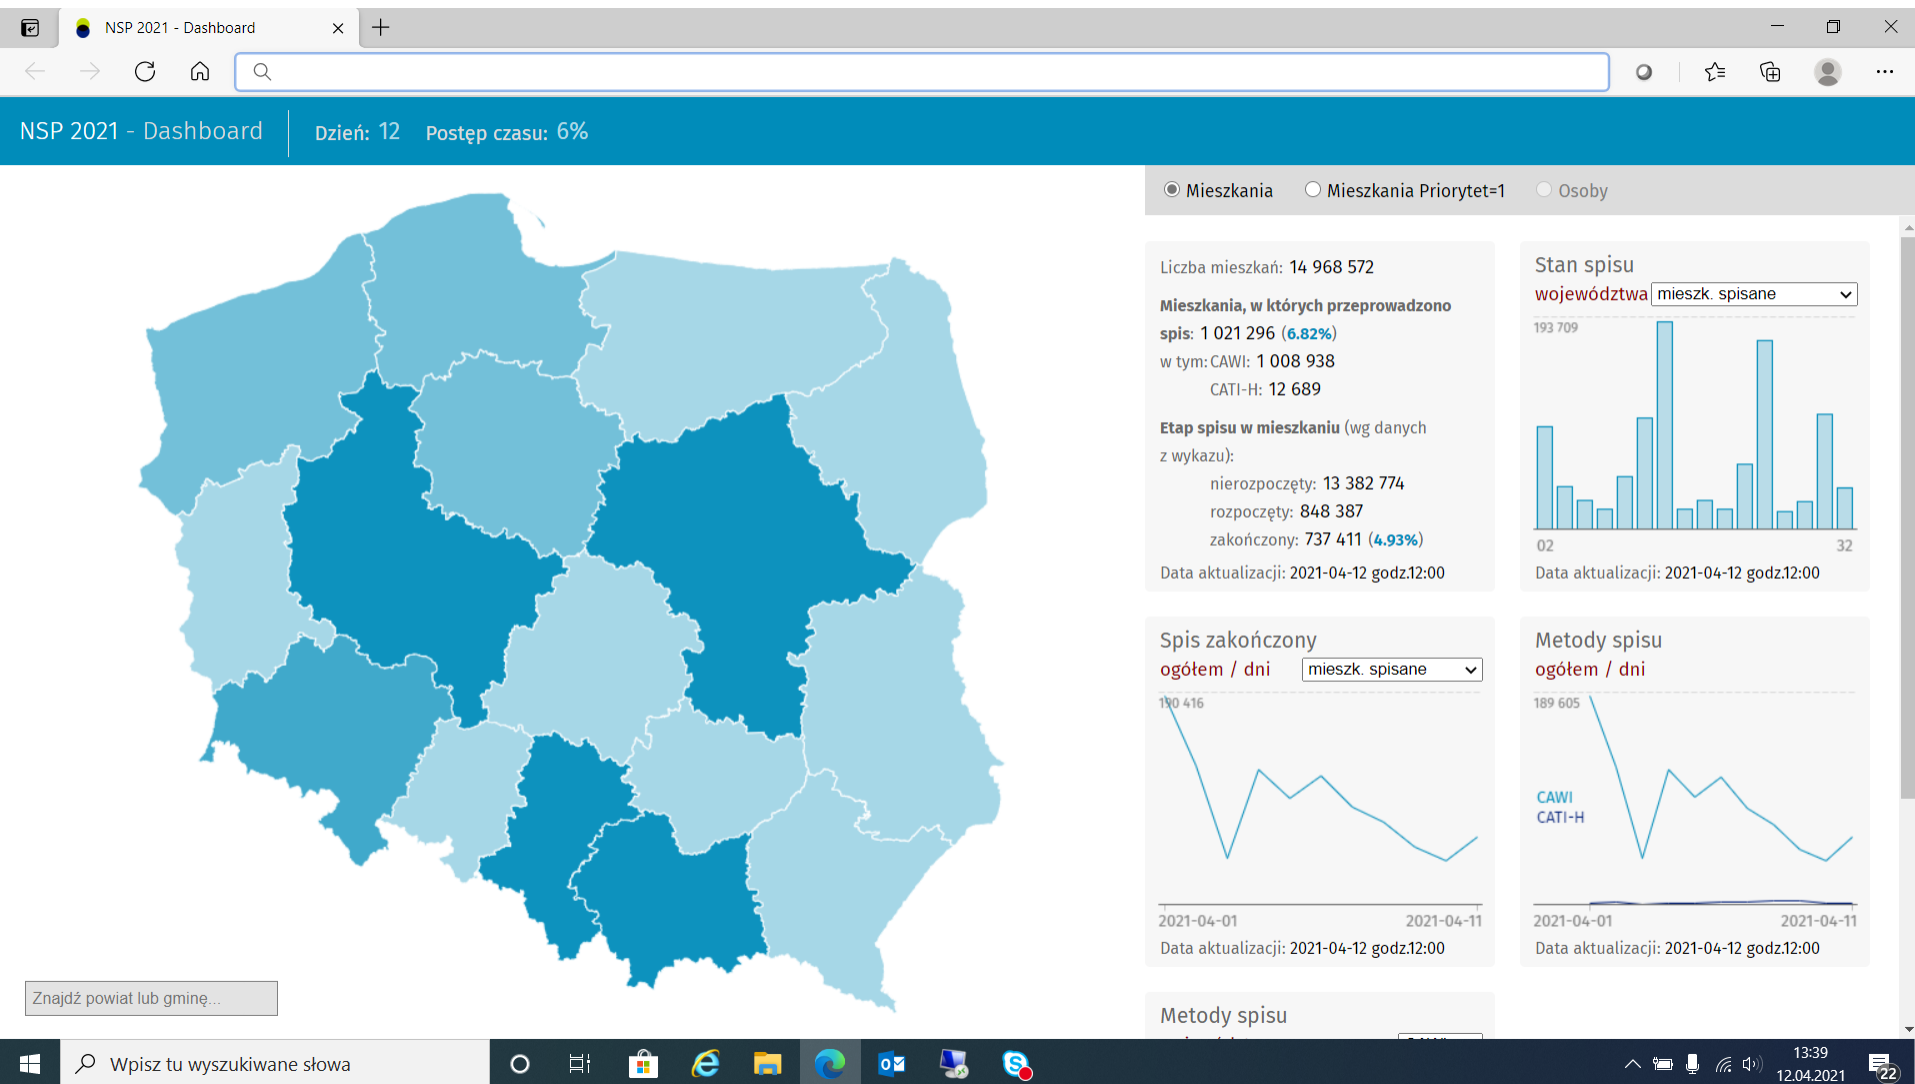 NSP 2021 - Dashboard
NSP 2021 - Dashboard
Dzień: 12 Postęp czasu: 6%
Mieszkania Mieszkania Priorytet=1 Osoby
Liczba mieszkań: 14 968 572
Mieszkania, w których przeprowadzono
spis: 1 021 296 (6.82%)
w tym: CAWI: 1 008 938
CATI-H: 12 689
Etap spisu w mieszkaniu (wg danych
z wykazu):
nierozpoczęty: 13 382 774
rozpoczęty: 848 387
zakończony: 737 411 (4.93%)
Data aktualizacji: 2021-04-12 godz.12:00
Stan spisu
województwa mieszk. spisane
193 709
02 32
Data aktualizacji: 2021-04-12 godz.12:00
Spis zakończony
ogółem / dni mieszk. spisane
190 416
2021-04-01 2021-04-11
Data aktualizacji: 2021-04-12 godz.12:00
Metody spisu
ogółem / dni
189 605
CAWI
CATI-H
2021-04-01 2021-04-11
Data aktualizacji: 2021-04-12 godz.12:00
Metody spisu
Znajdź powiat lub gminę...
Wpisz tu wyszukiwane słowa
13:39
12.04.2021
22